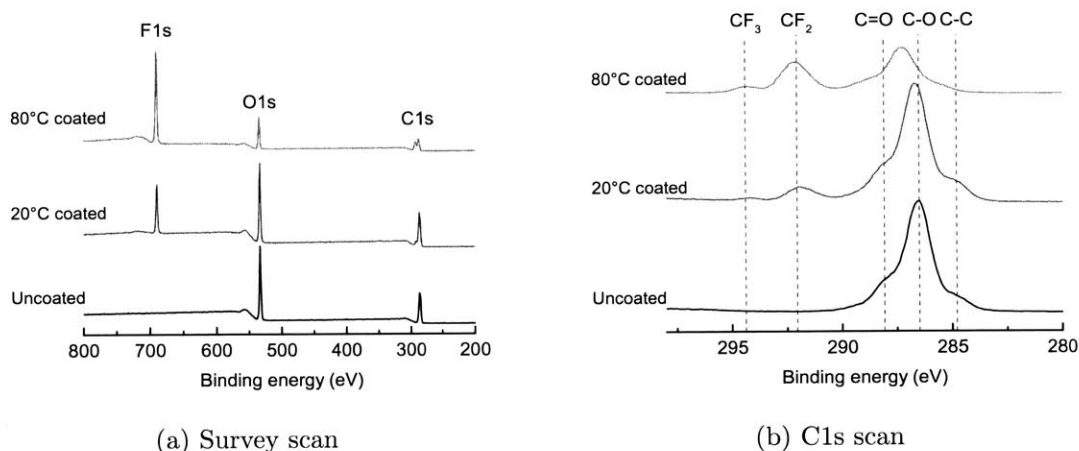 F1s
O1s
C1s
80°C coated
20°C coated
Uncoated
800 700 600 500 400 300 200
Binding energy (eV)
(a) Survey scan
CF₃ CF₂ C=O C-O C-C
80°C coated
20°C coated
Uncoated
295 290 285 280
Binding energy (eV)
(b) C1s scan